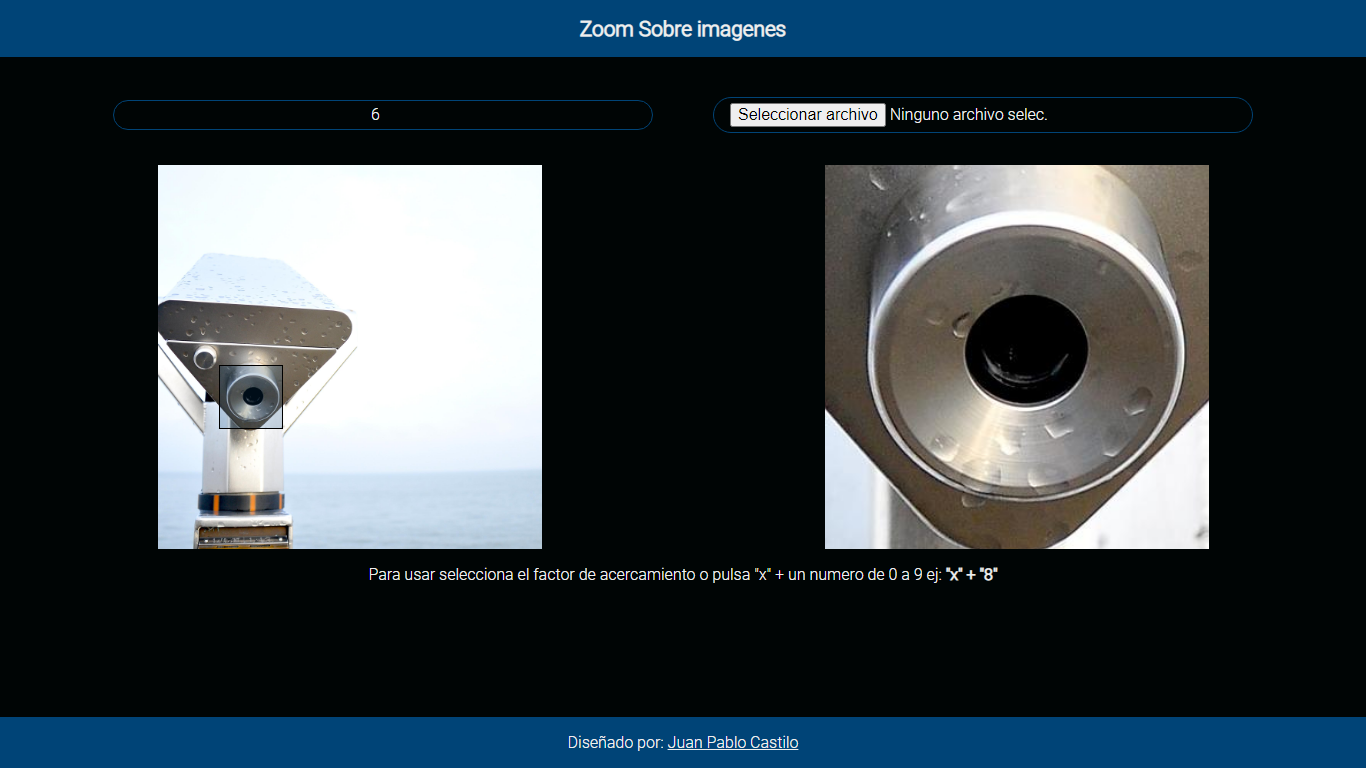 Zoom Sobre imagenes
6
Seleccionar archivo Ninguno archivo selec.
Para usar selecciona el factor de acercamiento o pulsa "x" + un numero de 0 a 9 ej: "x" + "8"
Diseñado por: Juan Pablo Castilo